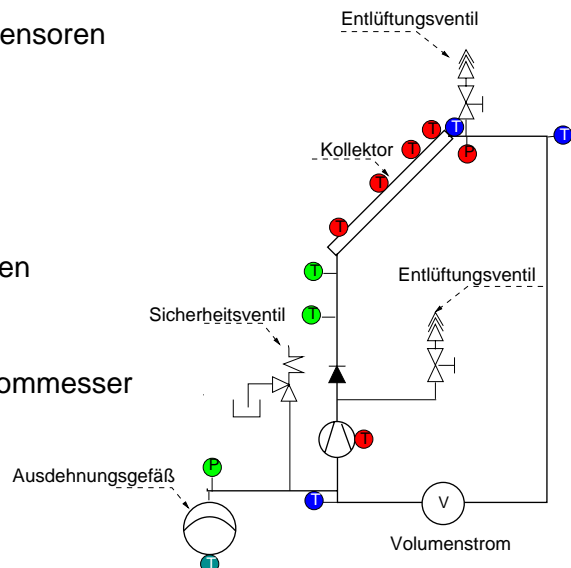 Entlüftungsventil
ensoren
T
T
T
T
Kollektor
T
P
T
T
en
T
Entlüftungsventil
Sicherheitsventil
T
ommesser
T
P
Ausdehnungsgefäß
T
V
Volumenstrom
T